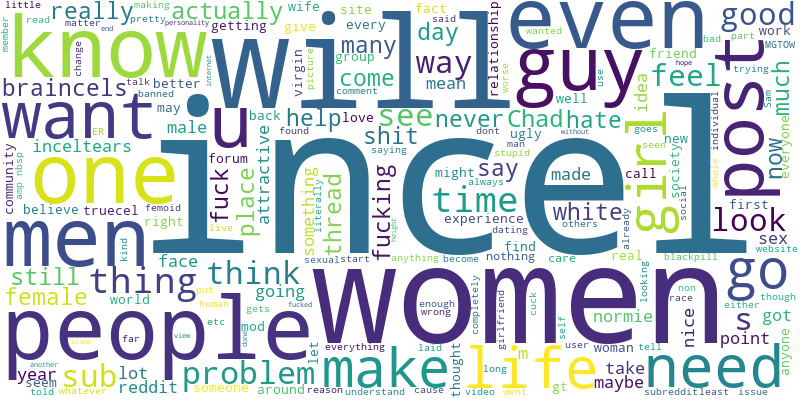 little
site
wife
fact
day
said
bad
part
work
read
matter
end
making
pretty
really
actually
give
getting
every
good
MGTOW
member
personality
know
will
even
guy
group
many
way
relationship
friend
trying
change
internet
virgin
picture
come
mean
worse
use
hope
feel
idea
post
Sam
everyone
much
braincels
talk
better
banned
may
back
comment
well
individual
want
u
help
love
see
never
Chad
hate
girl
now
ER
male
found
dont
ugly
goes
new
inceltears
shit
saying
man
stupid
without
seen
society
community
amp nbsp
one
forum
fuck
place
attractive
might
say
made
call
whole
look
truecel
femoid
something
thread
fucking
time
always
white
already
social
first
believe
right
literally
live
experience
others
sex
men
incel
height
dating
find
real
website
kind
face
sexual
start
anything
become
nothing
care
looking
blackpill
still
thing
think
going
women
go
female
world
put
human
gets
enough
wrong
completely
cuck
self
non
race
either
though
people
far
etc
mod
done
fucked
girlfriend
normie
nice
s
got
anyone
year
sub
problem
let
everything
laid
thought
m
user
woman
tell
point
seem
lot
make
life
take
need
another
alone
view
reddit
someone
around
reason
long
gt
maybe
told
whatever
understand
cause
video
went
subreddit
least
issue
wanted